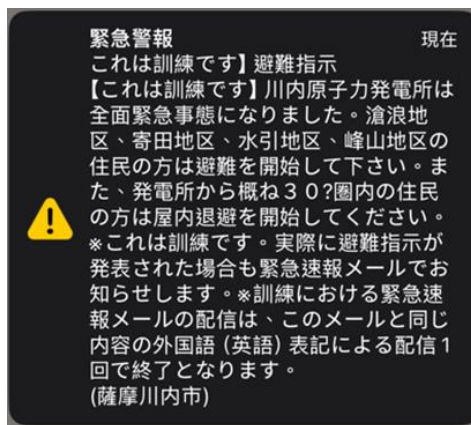 緊急警報 現在
これは訓練です】避難指示
【これは訓練です】川内原子力発電所は
全面緊急事態になりました。滄浪地
区、寄田地区、水引地区、峰山地区の
住民の方は避難を開始して下さい。ま
た、発電所から概ね３０?圏内の住民
の方は屋内退避を開始してください。
※これは訓練です。実際に避難指示が
発表された場合も緊急速報メールでお
知らせします。※訓練における緊急速
報メールの配信は、このメールと同じ
内容の外国語（英語）表記による配信１
回で終了となります。
(薩摩川内市)